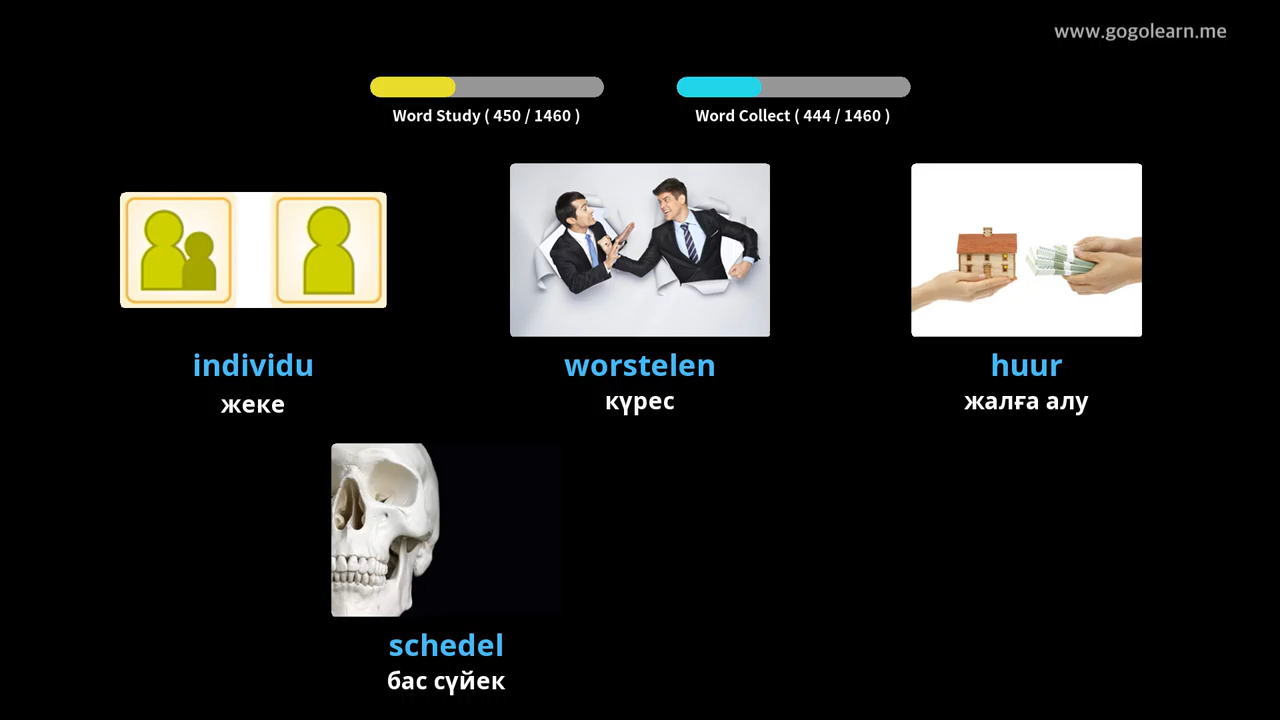 www.gogolearn.me
Word Study ( 450 / 1460 )
Word Collect ( 444 / 1460 )
individu
жеке
worstelen
күрес
huur
жалға алу
schedel
бас сүйек